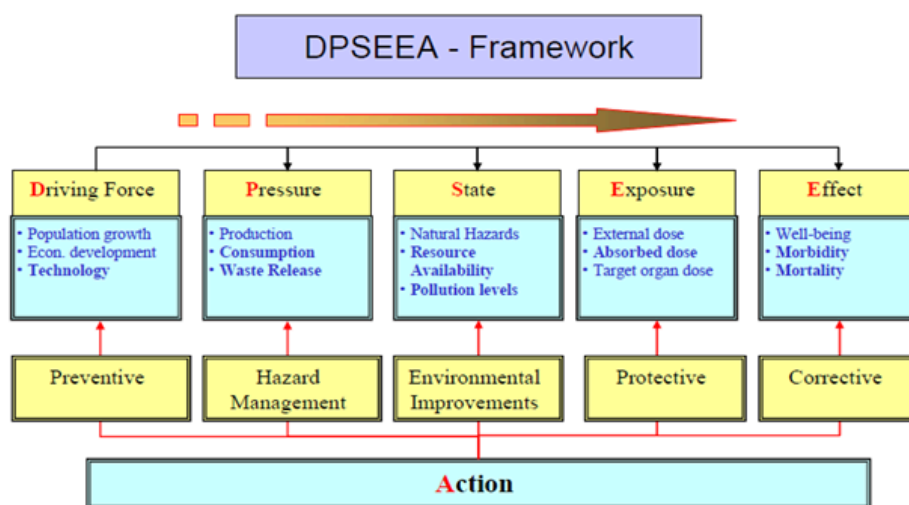 DPSEEA - Framework
Driving Force
• Population growth
• Econ. development
• Technology
Pressure
• Production
• Consumption
• Waste Release
State
• Natural Hazards
• Resource
Availability
• Pollution levels
Exposure
• External dose
• Absorbed dose
• Target organ dose
Effect
• Well-being
• Morbidity
• Mortality
Preventive
Hazard
Management
Environmental
Improvements
Protective
Corrective
Action